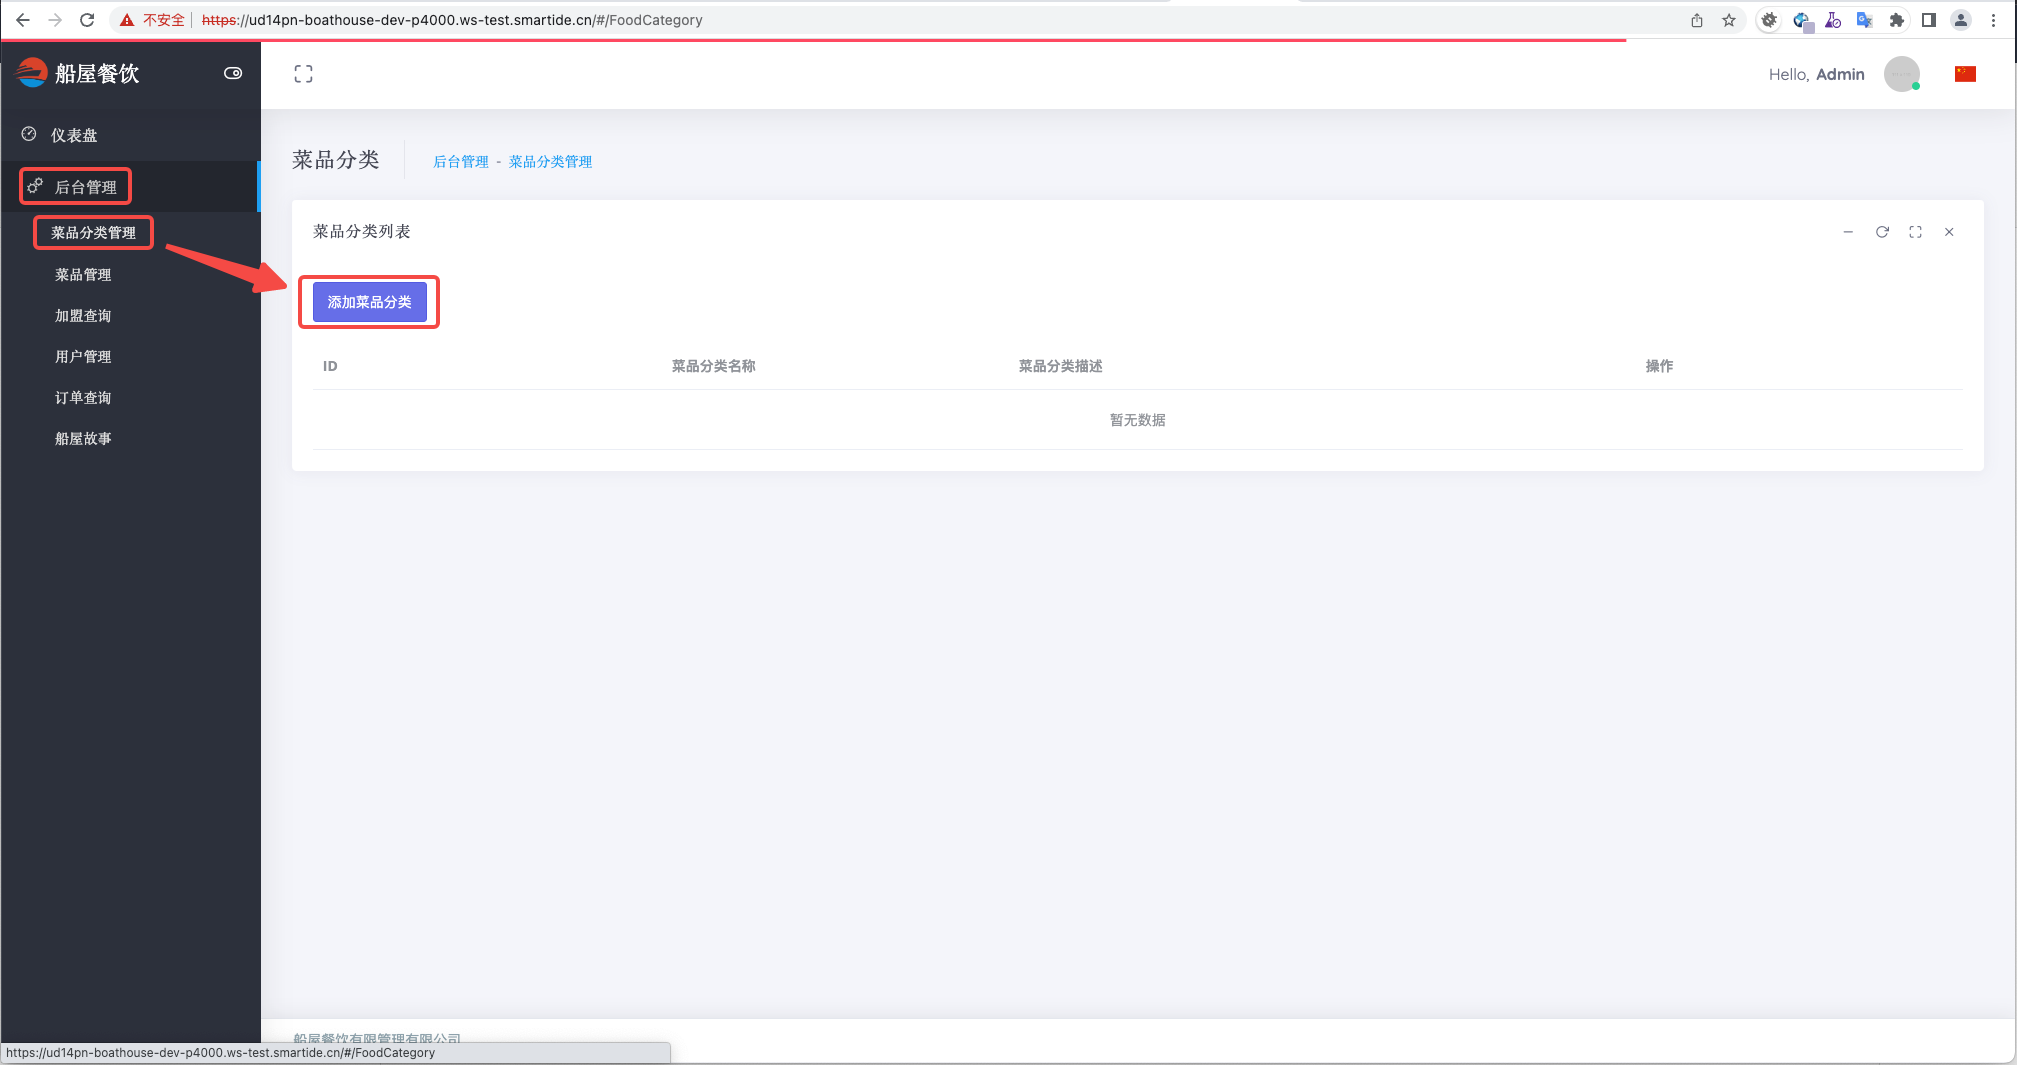 不安全 https://ud14pn-boathouse-dev-p4000.ws-test.smartide.cn/#/FoodCategory
船屋餐饮
Hello, Admin
仪表盘
后台管理
菜品分类管理
菜品管理
加盟查询
用户管理
订单查询
船屋故事
菜品分类
后台管理 - 菜品分类管理
菜品分类列表
添加菜品分类
ID 菜品分类名称 菜品分类描述 操作
暂无数据
船屋餐饮有限管理有限公司
https://ud14pn-boathouse-dev-p4000.ws-test.smartide.cn/#/FoodCategory